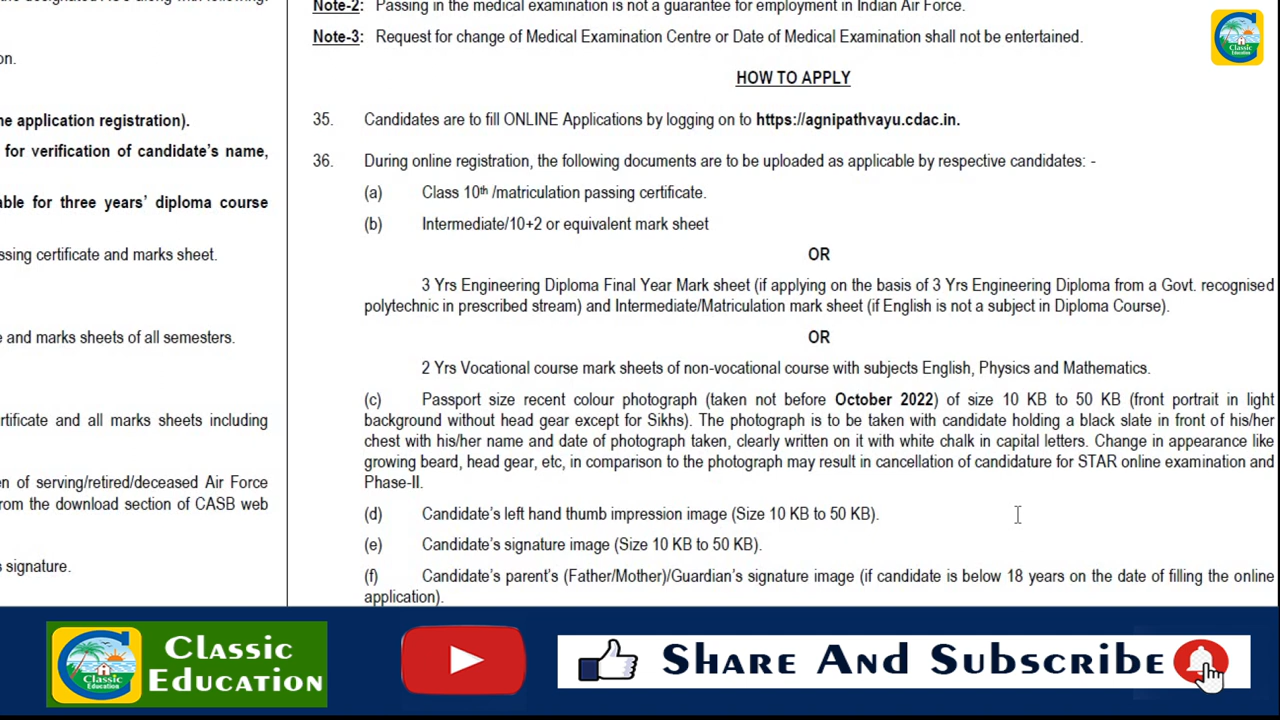 the designated ASC along with following:
on.
ne application registration).
for verification of candidate's name,
able for three years' diploma course
ssing certificate and marks sheet.
e and marks sheets of all semesters.
rtificate and all marks sheets including
en of serving/retired/deceased Air Force
from the download section of CASB web
s signature.
Note-2: Passing in the medical examination is not a guarantee for employment in Indian Air Force.
Note-3: Request for change of Medical Examination Centre or Date of Medical Examination shall not be entertained.
HOW TO APPLY
35. Candidates are to fill ONLINE Applications by logging on to https://agnipathvayu.cdac.in.
36. During online registration, the following documents are to be uploaded as applicable by respective candidates: -
(a) Class 10th /matriculation passing certificate.
(b) Intermediate/10+2 or equivalent mark sheet
OR
3 Yrs Engineering Diploma Final Year Mark sheet (if applying on the basis of 3 Yrs Engineering Diploma from a Govt. recognised
polytechnic in prescribed stream) and Intermediate/Matriculation mark sheet (if English is not a subject in Diploma Course).
OR
2 Yrs Vocational course mark sheets of non-vocational course with subjects English, Physics and Mathematics.
(c) Passport size recent colour photograph (taken not before October 2022) of size 10 KB to 50 KB (front portrait in light
background without head gear except for Sikhs). The photograph is to be taken with candidate holding a black slate in front of his/her
chest with his/her name and date of photograph taken, clearly written on it with white chalk in capital letters. Change in appearance like
growing beard, head gear, etc, in comparison to the photograph may result in cancellation of candidature for STAR online examination and
Phase-II.
(d) Candidate's left hand thumb impression image (Size 10 KB to 50 KB).
(e) Candidate's signature image (Size 10 KB to 50 KB).
(f) Candidate's parent's (Father/Mother)/Guardian's signature image (if candidate is below 18 years on the date of filling the online
application).
Classic
Education
Classic
Education
Classic
Education
Share And Subscribe